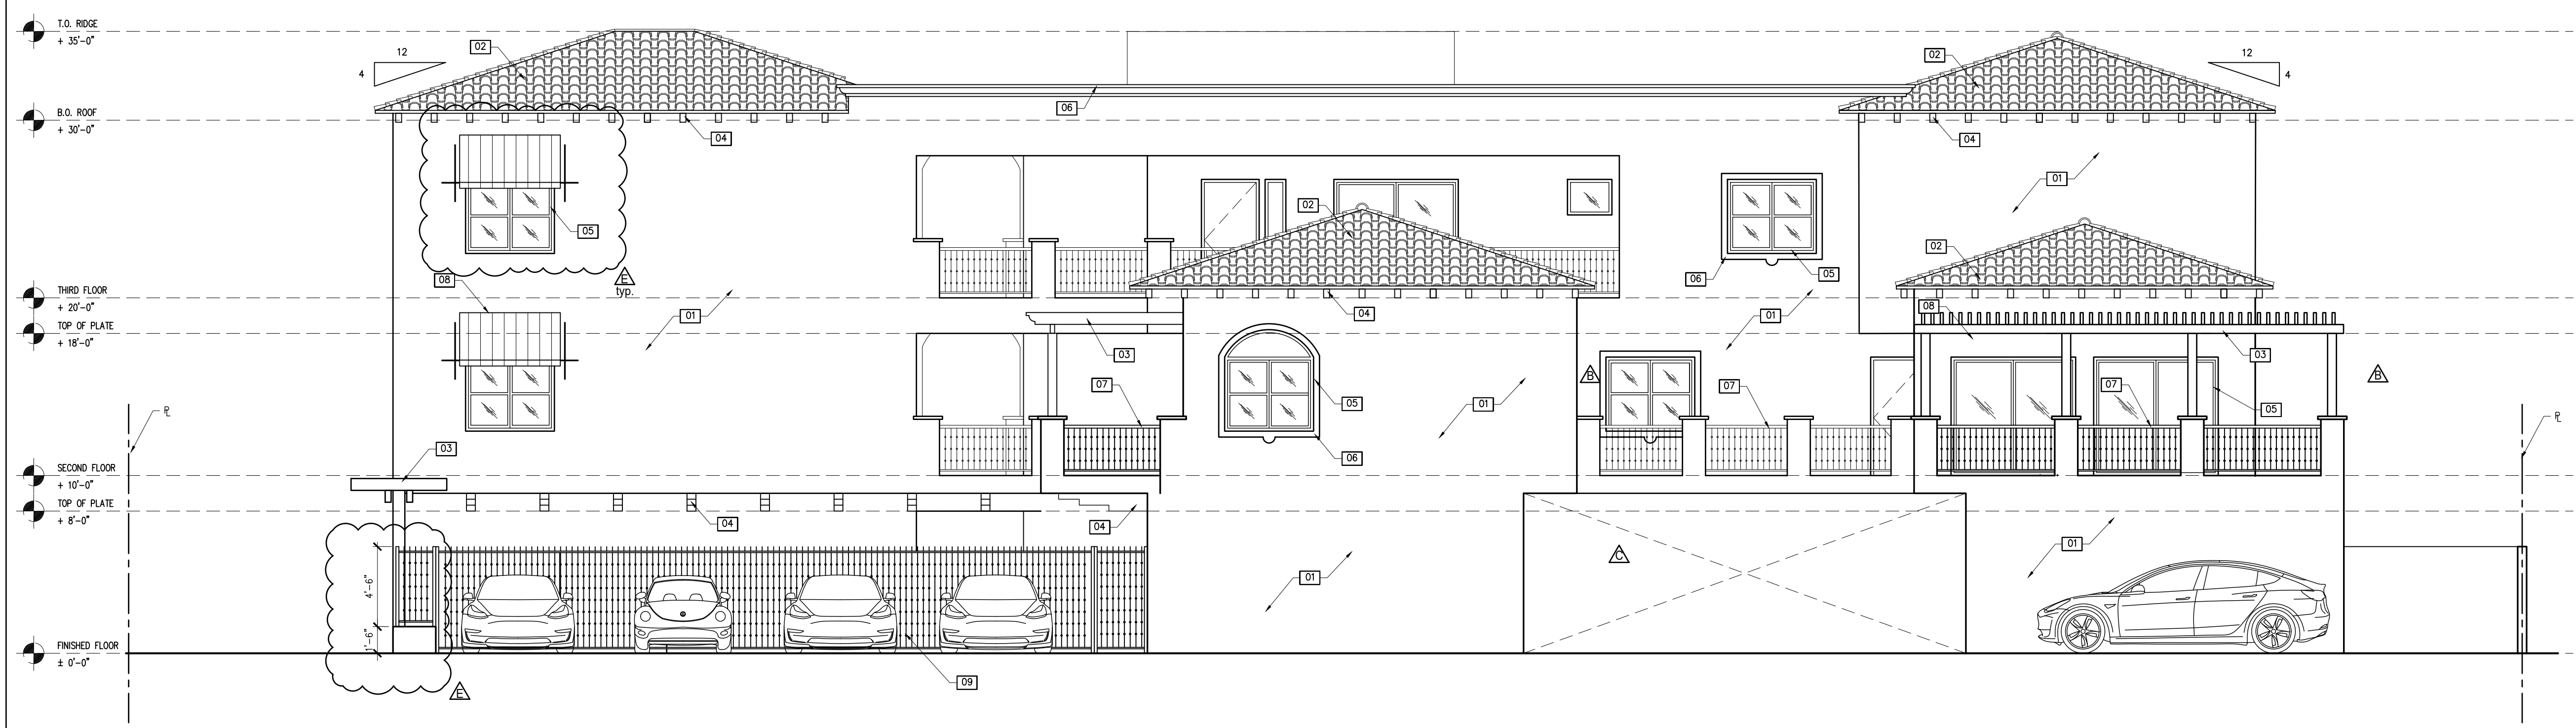 T.O. RIDGE
+ 35'-0"
12
4
02
02
12
4
B.O. ROOF
+ 30'-0"
06
04
04
01
05
02
02
E
typ.
08
06
05
THIRD FLOOR
+ 20'-0"
01
04
01
08
TOP OF PLATE
+ 18'-0"
03
03
B
B
07
07
07
05
01
05
PL
PL
03
06
SECOND FLOOR
+ 10'-0"
TOP OF PLATE
+ 8'-0"
04
04
01
C
4'-6"
01
1'-6"
FINISHED FLOOR
± 0'-0"
09
E